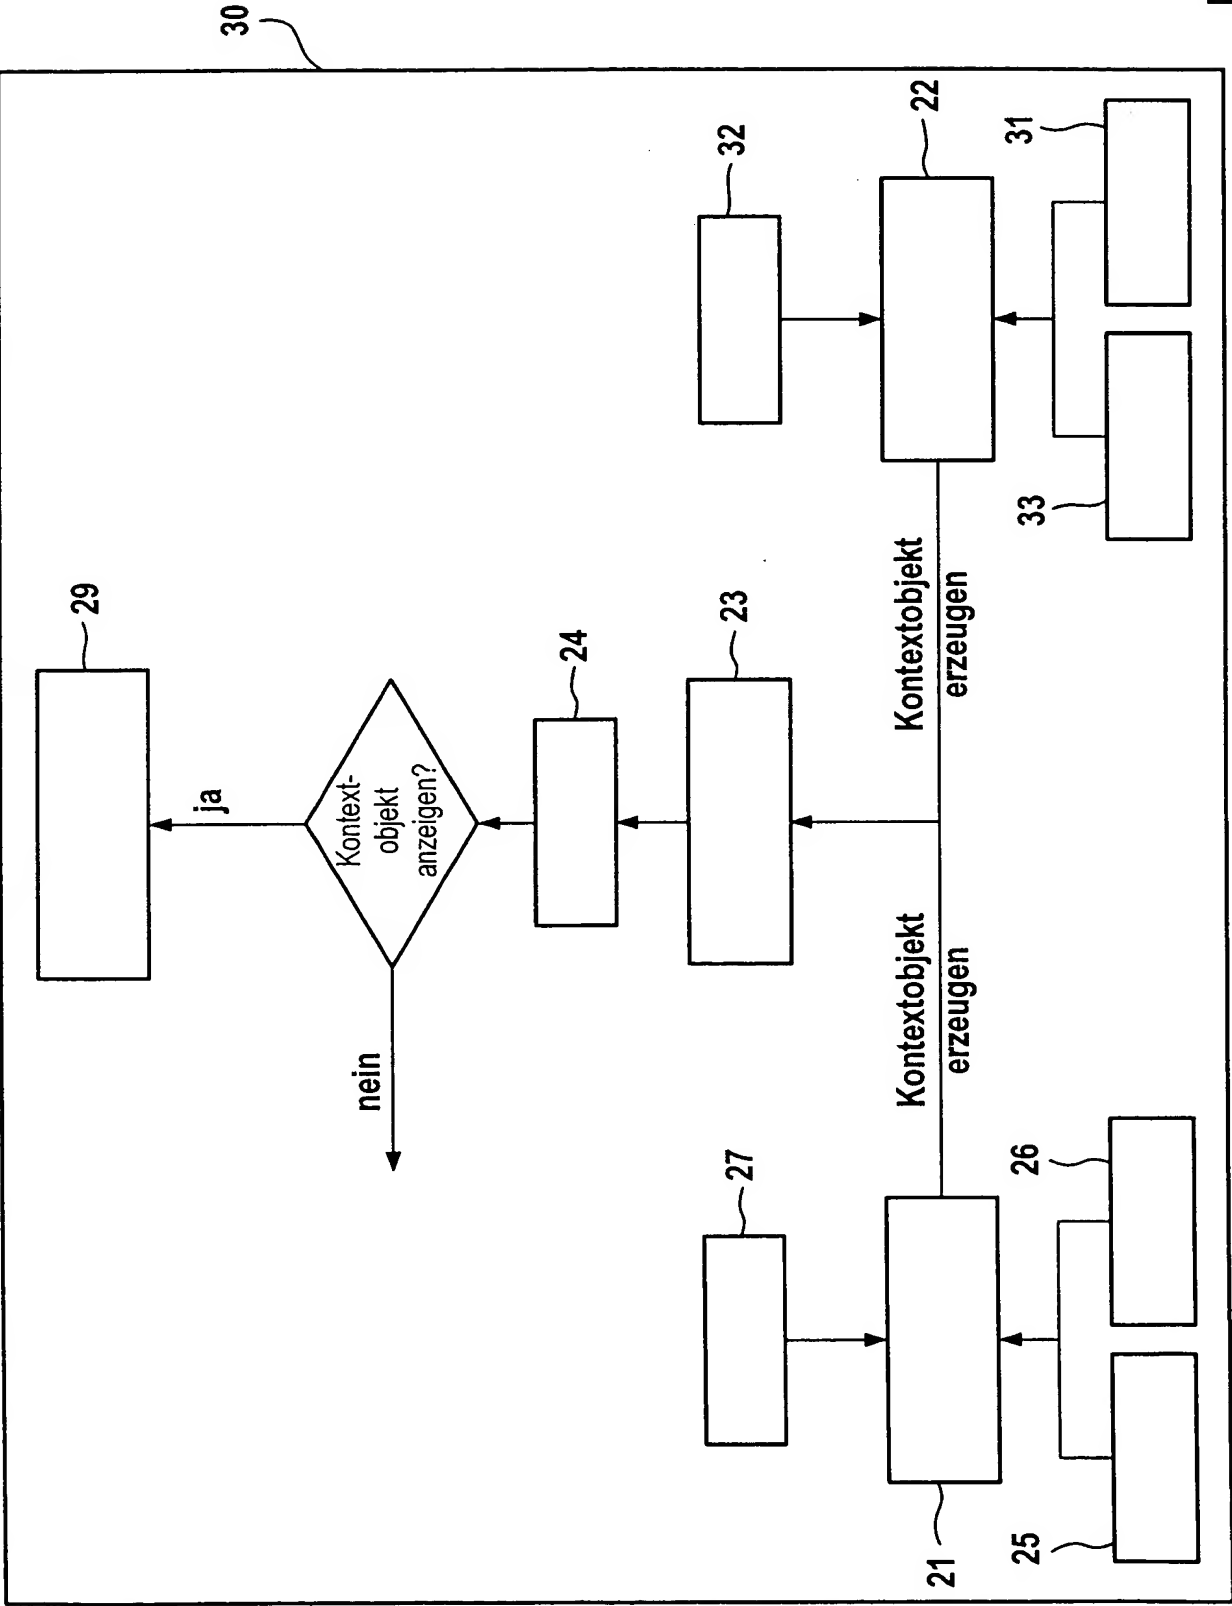 30
29
ja
Kontext-
objekt
anzeigen?
nein
24
23
27
32
Kontextobjekt
erzeugen
Kontextobjekt
erzeugen
21
22
25
26
33
31